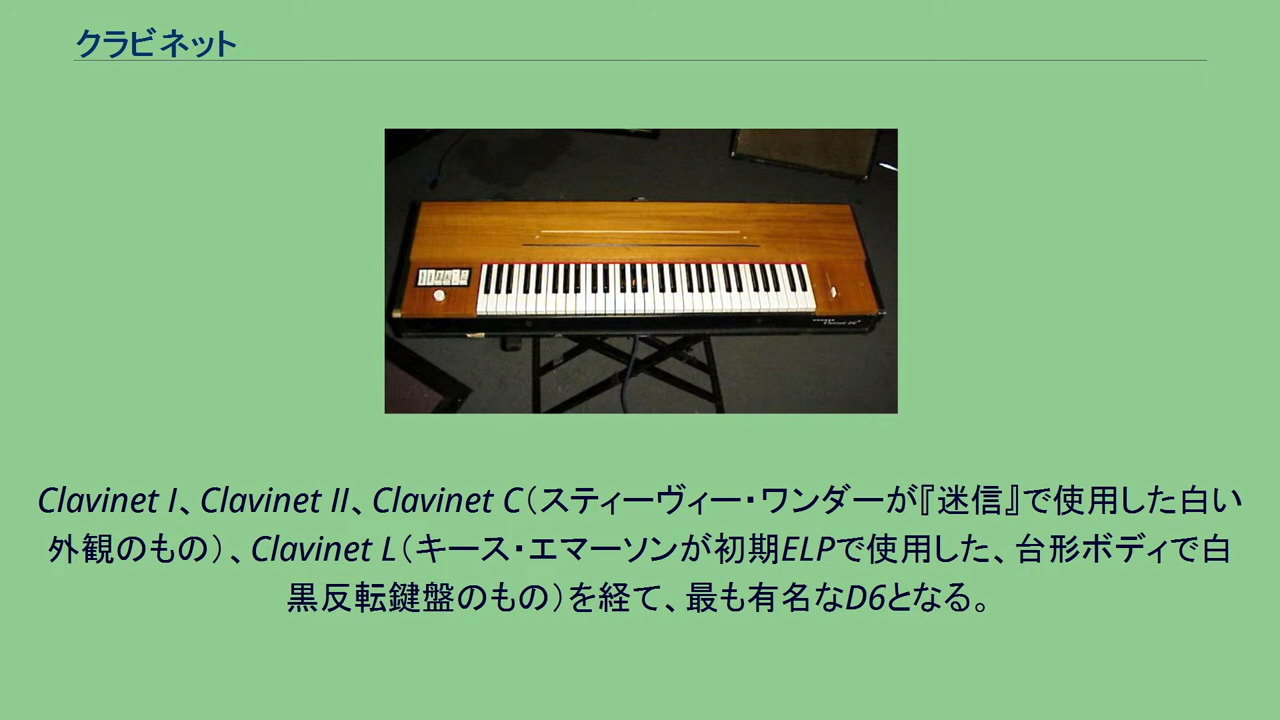 クラビネット
Clavinet I、Clavinet II、Clavinet C（スティーヴィー・ワンダーが『迷信』で使用した白い
外観のもの）、Clavinet L（キース・エマーソンが初期ELPで使用した、台形ボディで白
黒反転鍵盤のもの）を経て、最も有名なD6となる。